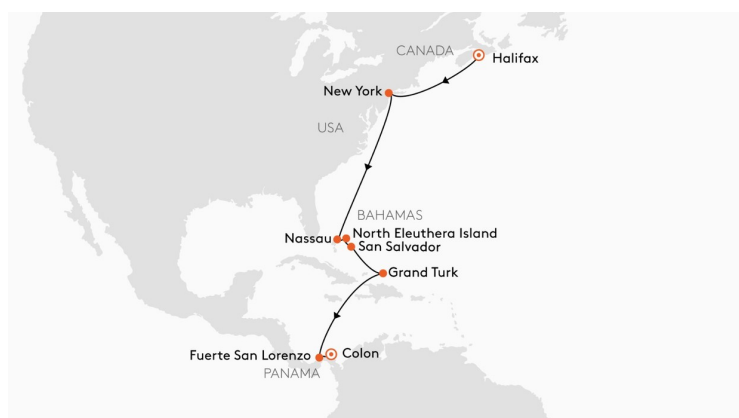 CANADA
Halifax
New York
USA
BAHAMAS
North Eleuthera Island
Nassau
San Salvador
Grand Turk
Fuerte San Lorenzo
Colon
PANAMA